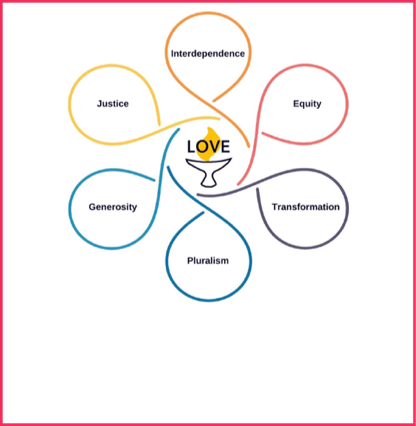 Interdependence
Justice
Equity
LOVE
Generosity
Transformation
Pluralism